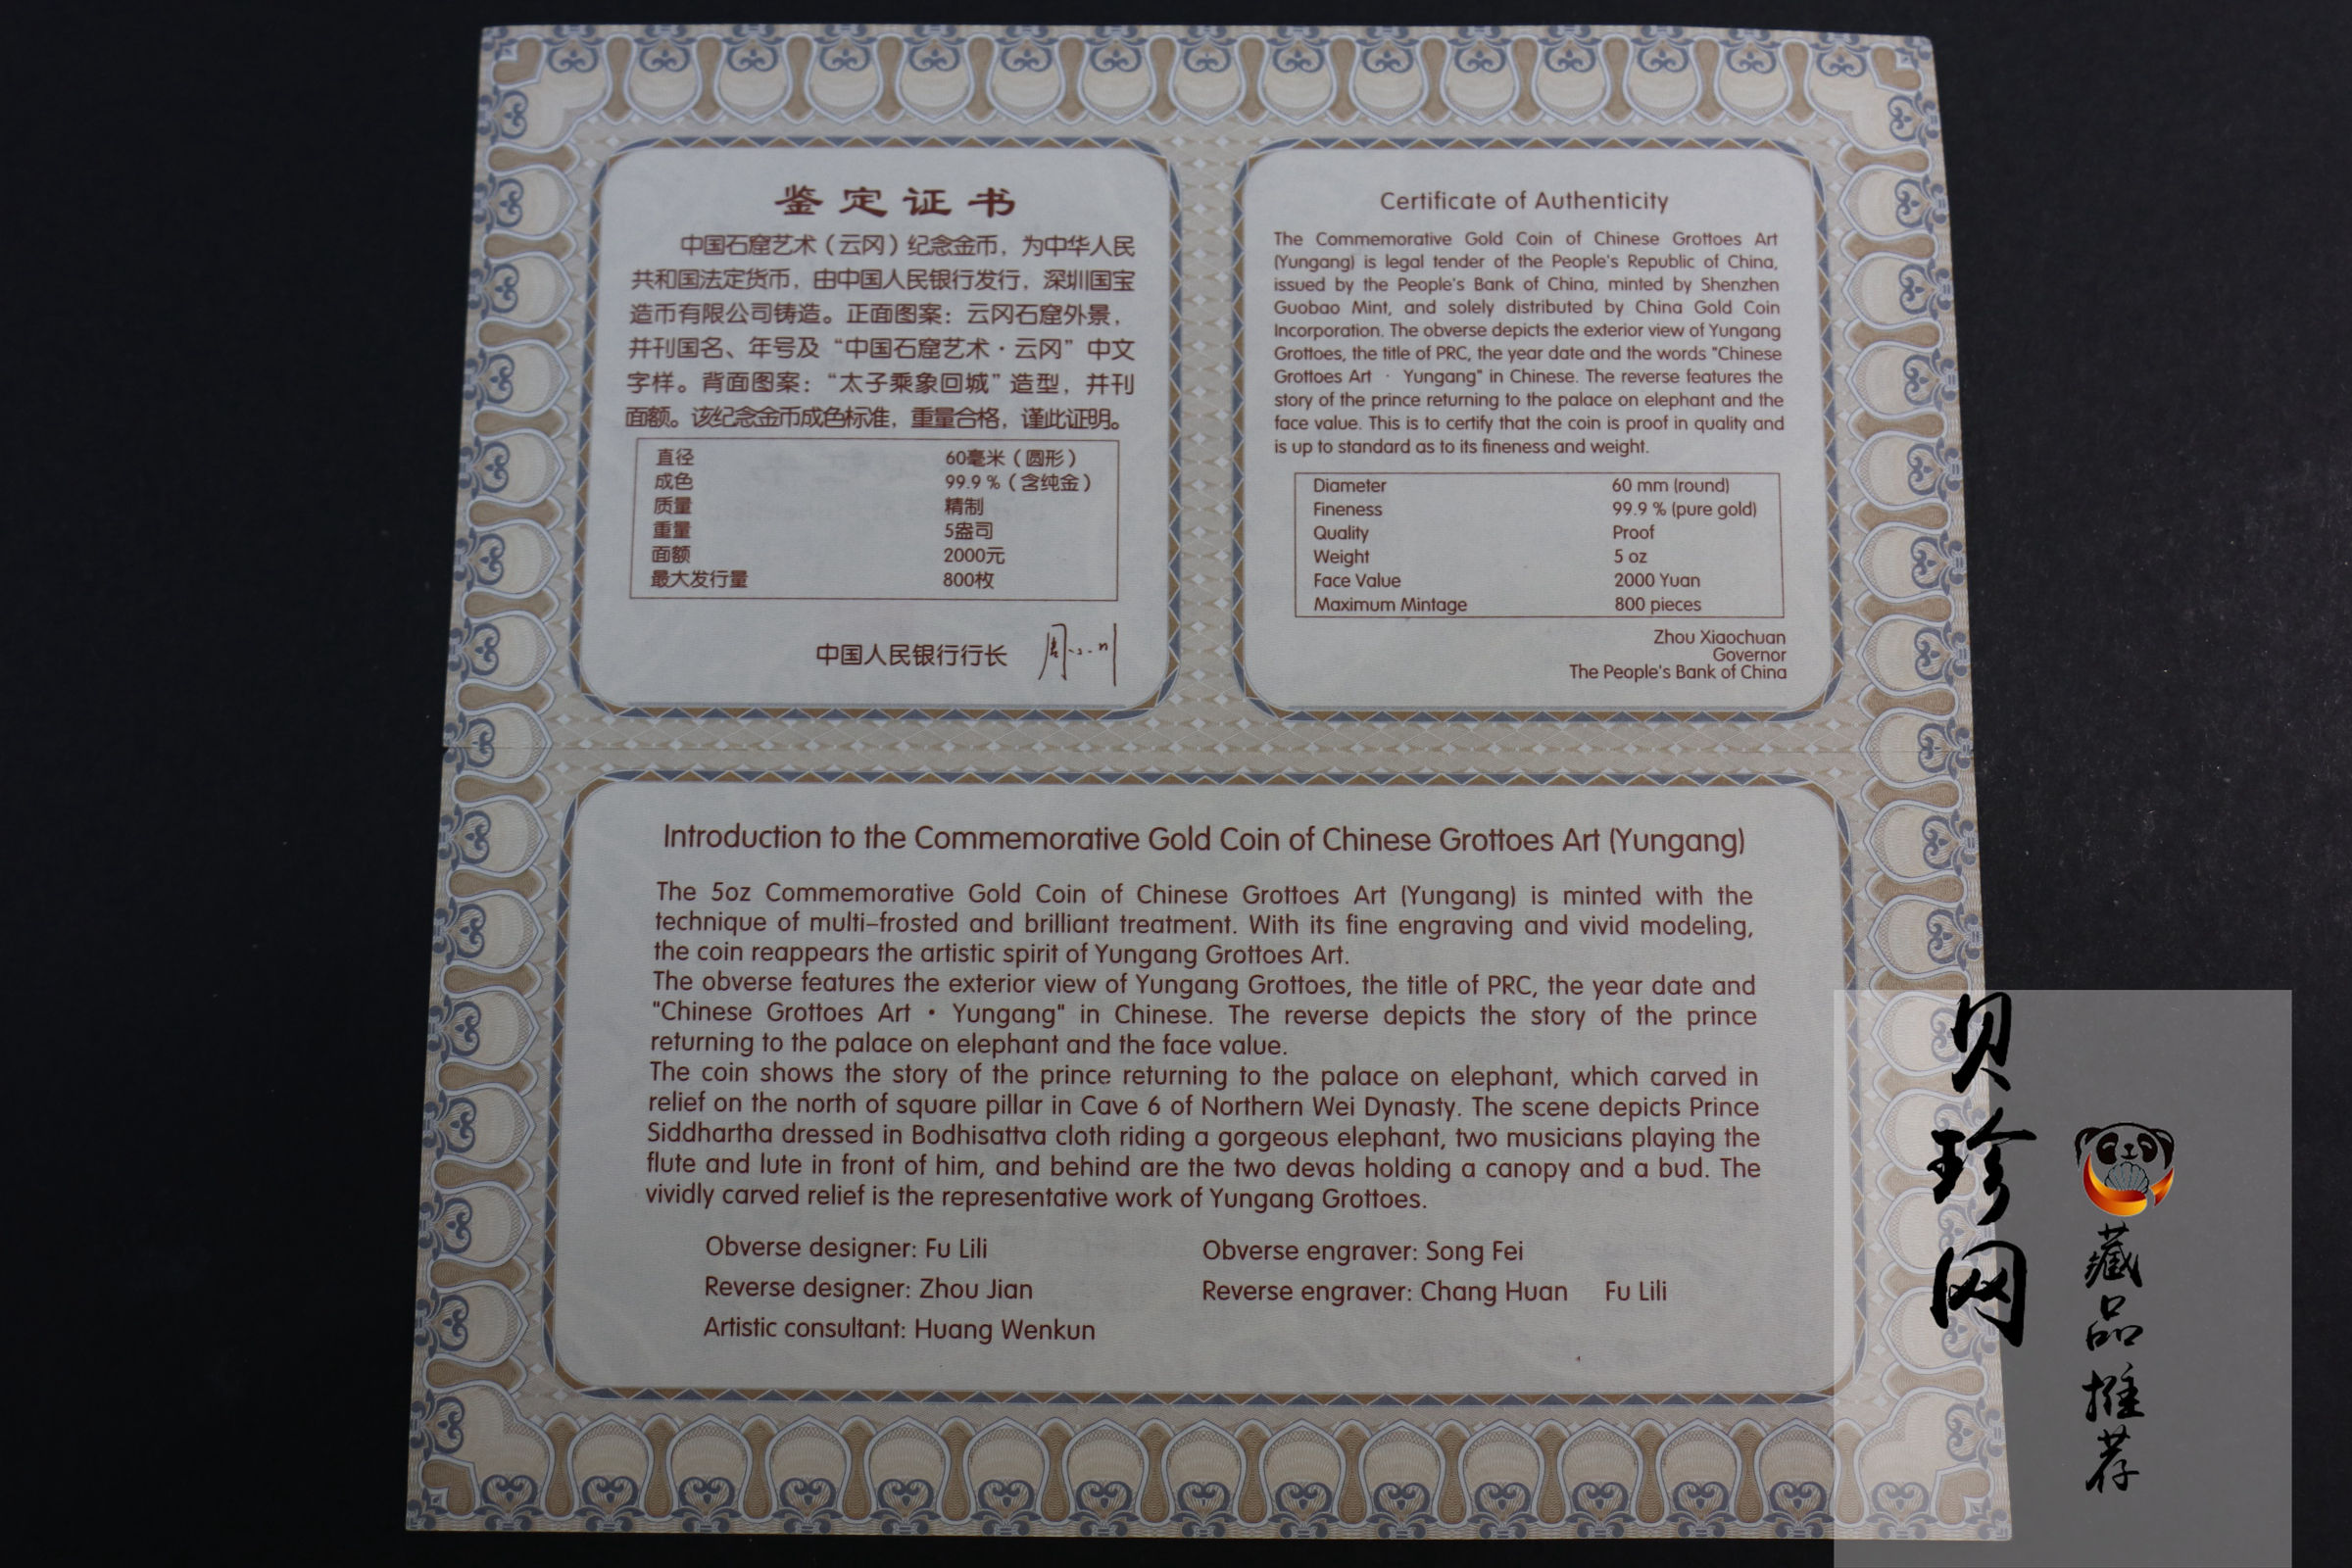 鉴定证书
中国石窟艺术（云冈）纪念金币，为中华人民
共和国法定货币，由中国人民银行发行，深圳国宝
造币有限公司铸造。正面图案：云冈石窟外景，
并刊国名、年号及“中国石窟艺术·云冈”中文
字样。背面图案：“太子乘象回城”造型，并刊
面额。该纪念金币成色标准，重量合格，谨此证明。
直径 60毫米（圆形）
成色 99.9％（含纯金）
质量 精制
重量 5盎司
面额 2000元
最大发行量 800枚
中国人民银行行长 周小川
Certificate of Authenticity
The Commemorative Gold Coin of Chinese Grottoes Art
(Yungang) is legal tender of the People's Republic of China,
issued by the People's Bank of China, minted by Shenzhen
Guobao Mint, and solely distributed by China Gold Coin
Incorporation. The obverse depicts the exterior view of Yungang
Grottoes, the title of PRC, the year date and the words "Chinese
Grottoes Art · Yungang" in Chinese. The reverse features the
story of the prince returning to the palace on elephant and the
face value. This is to certify that the coin is proof in quality and
is up to standard as to its fineness and weight.
Diameter 60 mm (round)
Fineness 99.9 % (pure gold)
Quality Proof
Weight 5 oz
Face Value 2000 Yuan
Maximum Mintage 800 pieces
Zhou Xiaochuan
Governor
The People's Bank of China
Introduction to the Commemorative Gold Coin of Chinese Grottoes Art (Yungang)
The 5oz Commemorative Gold Coin of Chinese Grottoes Art (Yungang) is minted with the
technique of multi-frosted and brilliant treatment. With its fine engraving and vivid modeling,
the coin reappears the artistic spirit of Yungang Grottoes Art.
The obverse features the exterior view of Yungang Grottoes, the title of PRC, the year date and
"Chinese Grottoes Art • Yungang" in Chinese. The reverse depicts the story of the prince
returning to the palace on elephant and the face value.
The coin shows the story of the prince returning to the palace on elephant, which carved in
relief on the north of square pillar in Cave 6 of Northern Wei Dynasty. The scene depicts Prince
Siddhartha dressed in Bodhisattva cloth riding a gorgeous elephant, two musicians playing the
flute and lute in front of him, and behind are the two devas holding a canopy and a bud. The
vividly carved relief is the representative work of Yungang Grottoes.
Obverse designer: Fu Lili Obverse engraver: Song Fei
Reverse designer: Zhou Jian Reverse engraver: Chang Huan Fu Lili
Artistic consultant: Huang Wenkun
贝珍网
藏品推荐